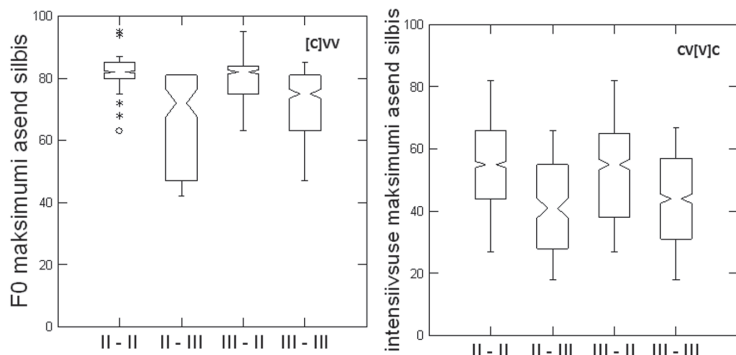 F0 maksimumi asend silbis
100
80
60
40
20
0
[C]VV
II - II
II - III
III - II
III - III
intensiivsuse maksimumi asend silbis
100
80
60
40
20
0
CV[V]C
II - II
II - III
III - II
III - III